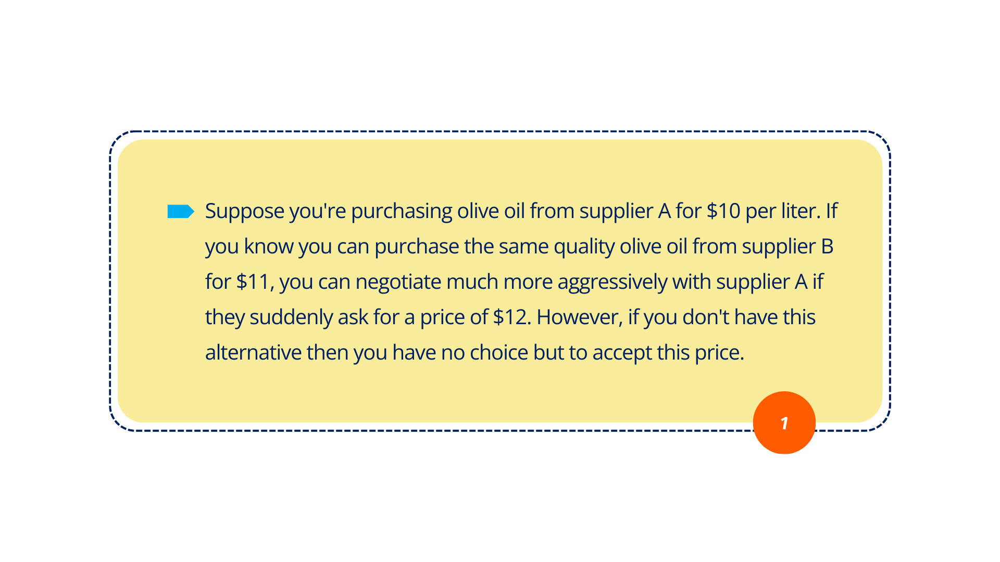 Suppose you're purchasing olive oil from supplier A for $10 per liter. If
you know you can purchase the same quality olive oil from supplier B
for $11, you can negotiate much more aggressively with supplier A if
they suddenly ask for a price of $12. However, if you don't have this
alternative then you have no choice but to accept this price.
1